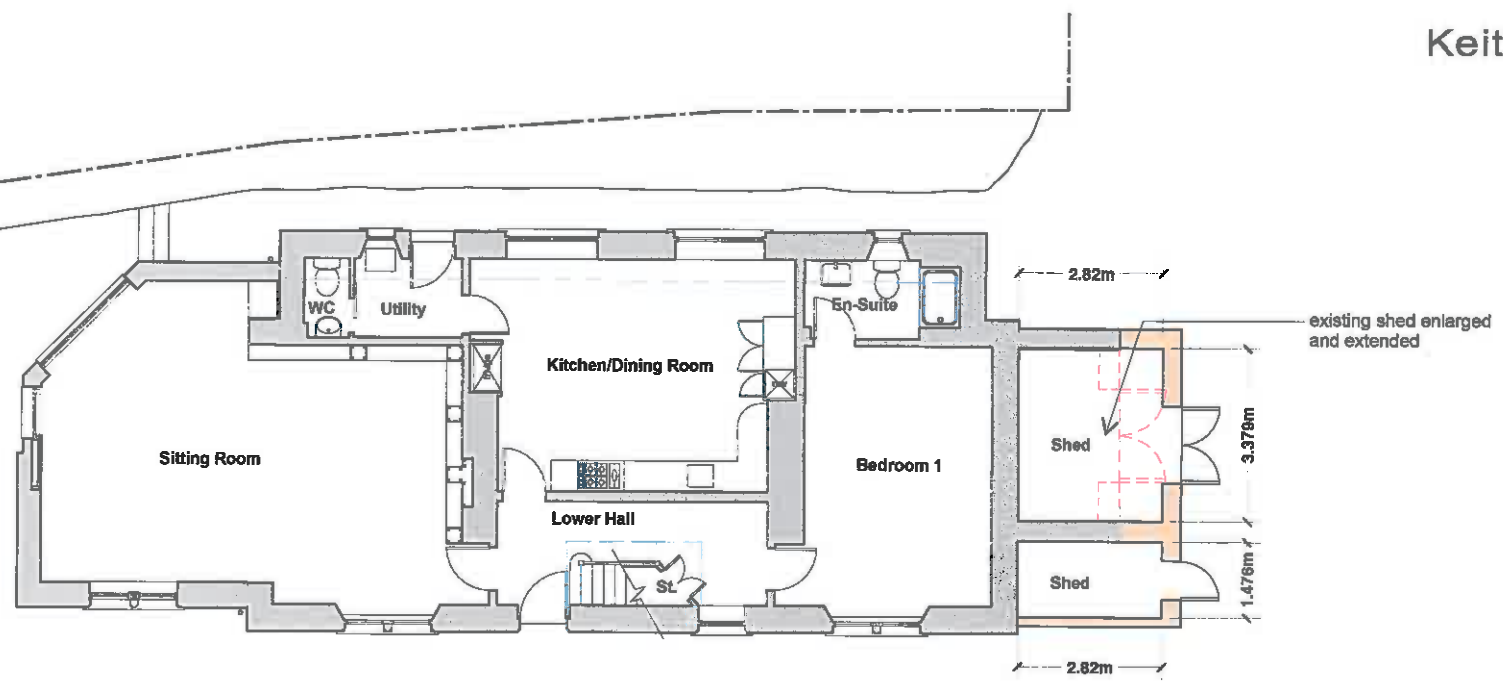 Keit
2.82m
WC
Utility
En-Suite
existing shed enlarged
and extended
Kitchen/Dining Room
Sitting Room
Bedroom 1
Shed
3.379m
Lower Hall
St.
Shed
1.476m
2.82m